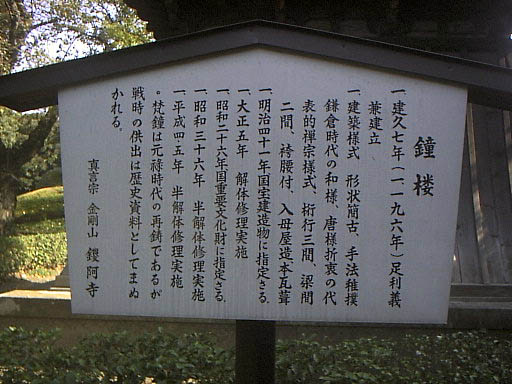 鐘楼
一.建久七年(一一九六年)足利義
兼建立
一.建築様式 形状簡古、手法稚撲
鎌倉時代の和様、唐様折衷の代
表的禅宗様式、桁行三間、梁間
二間、袴腰付、入母屋造本瓦葺
一.明治四十一年国宝建造物に指定さる.
一.大正五年 解体修理実施
一.昭和二十六年国重要文化財に指定さる.
一.昭和三十六年 半解体修理実施
一.平成四.五年 半解体修理実施
。梵鐘は元祿時代の再鋳であるが
戦時の供出は歴史資料としてまぬ
かれる.
真言宗 金剛山 鑁阿寺